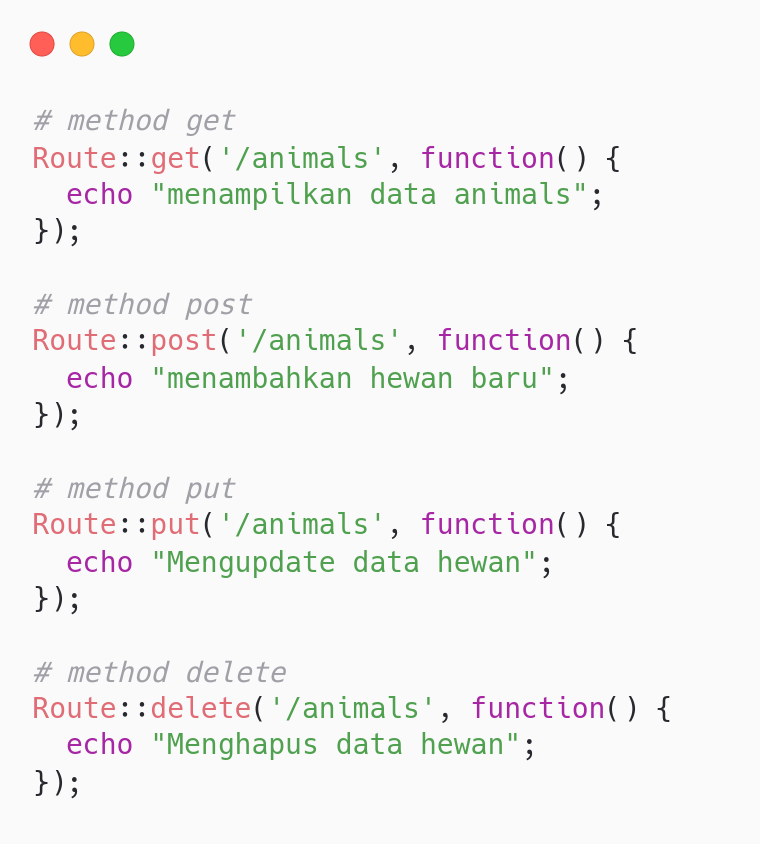 # method get
Route::get('/animals', function() {
  echo "menampilkan data animals";
});

# method post
Route::post('/animals', function() {
  echo "menambahkan hewan baru";
});

# method put
Route::put('/animals', function() {
  echo "Mengupdate data hewan";
});

# method delete
Route::delete('/animals', function() {
  echo "Menghapus data hewan";
});